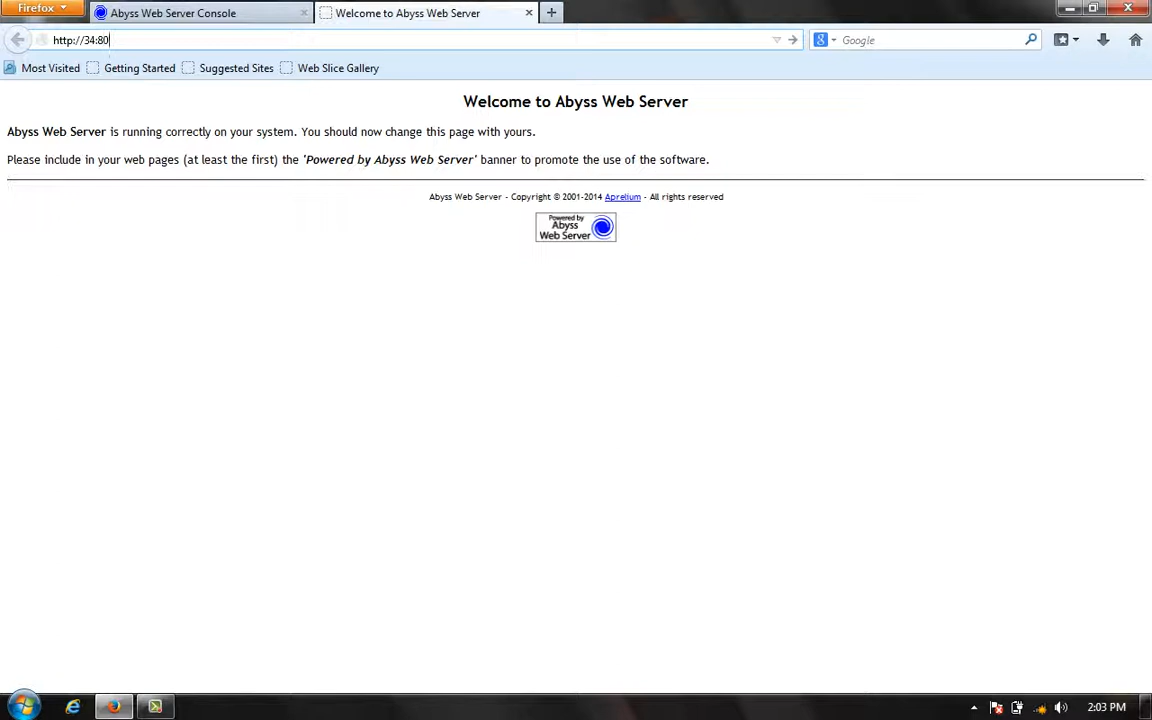 Firefox
Abyss Web Server Console
Welcome to Abyss Web Server
http://34:80
Google
Most Visited
Getting Started
Suggested Sites
Web Slice Gallery
Welcome to Abyss Web Server
Abyss Web Server is running correctly on your system. You should now change this page with yours.
Please include in your web pages (at least the first) the 'Powered by Abyss Web Server' banner to promote the use of the software.
Abyss Web Server - Copyright © 2001-2014 Aprelium - All rights reserved
Powered by
Abyss
Web Server
2:03 PM